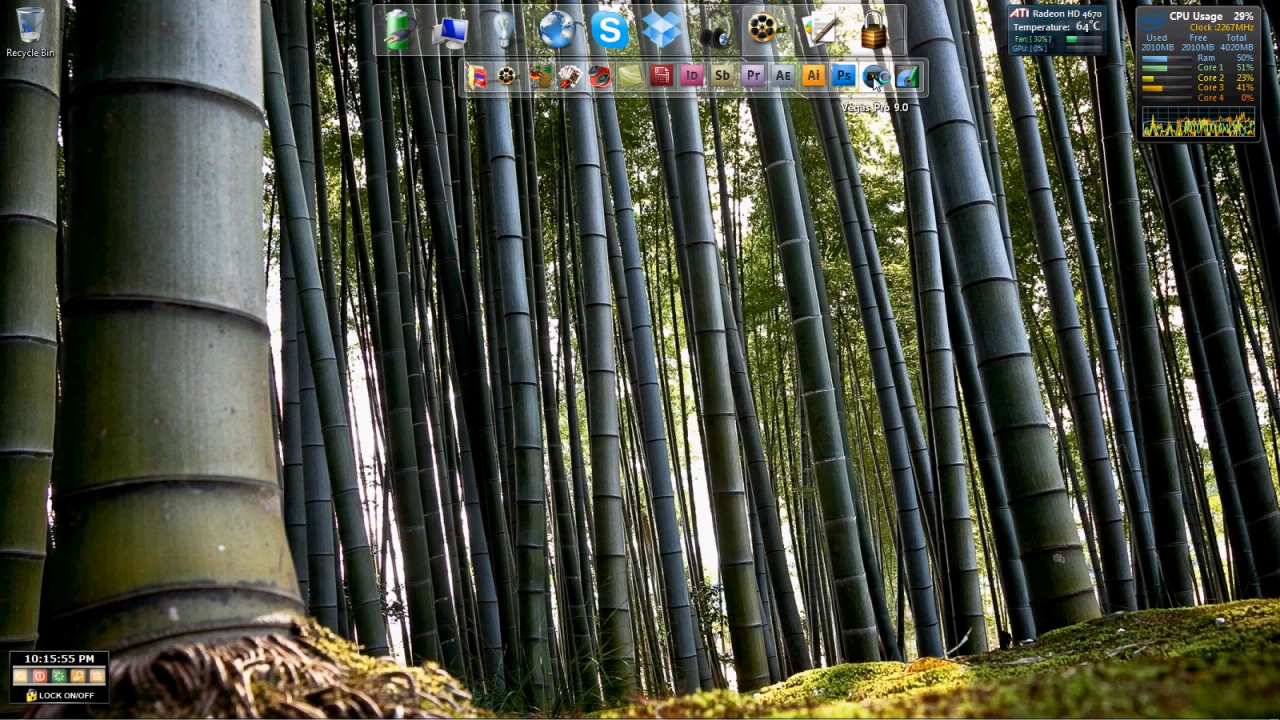 Recycle Bin
S
Id
Sb
Pr
AE
Ai
Ps
Vegas Pro 9.0
ATI Radeon HD 4670
Temperature: 64°C
Fan: [30%]
GPU: [0%]
CPU Usage 29%
Clock :2267MHz
Used Free Total
2010MB 2010MB 4020MB
Ram 50%
Core 1 51%
Core 2 23%
Core 3 41%
Core 4 0%
10:15:55 PM
LOCK ON/OFF